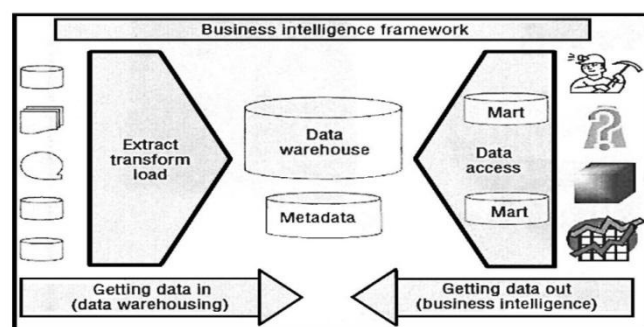 Business intelligence framework
Extract
transform
load
Data
warehouse
Metadata
Mart
Data
access
Mart
Getting data in
(data warehousing)
Getting data out
(business intelligence)